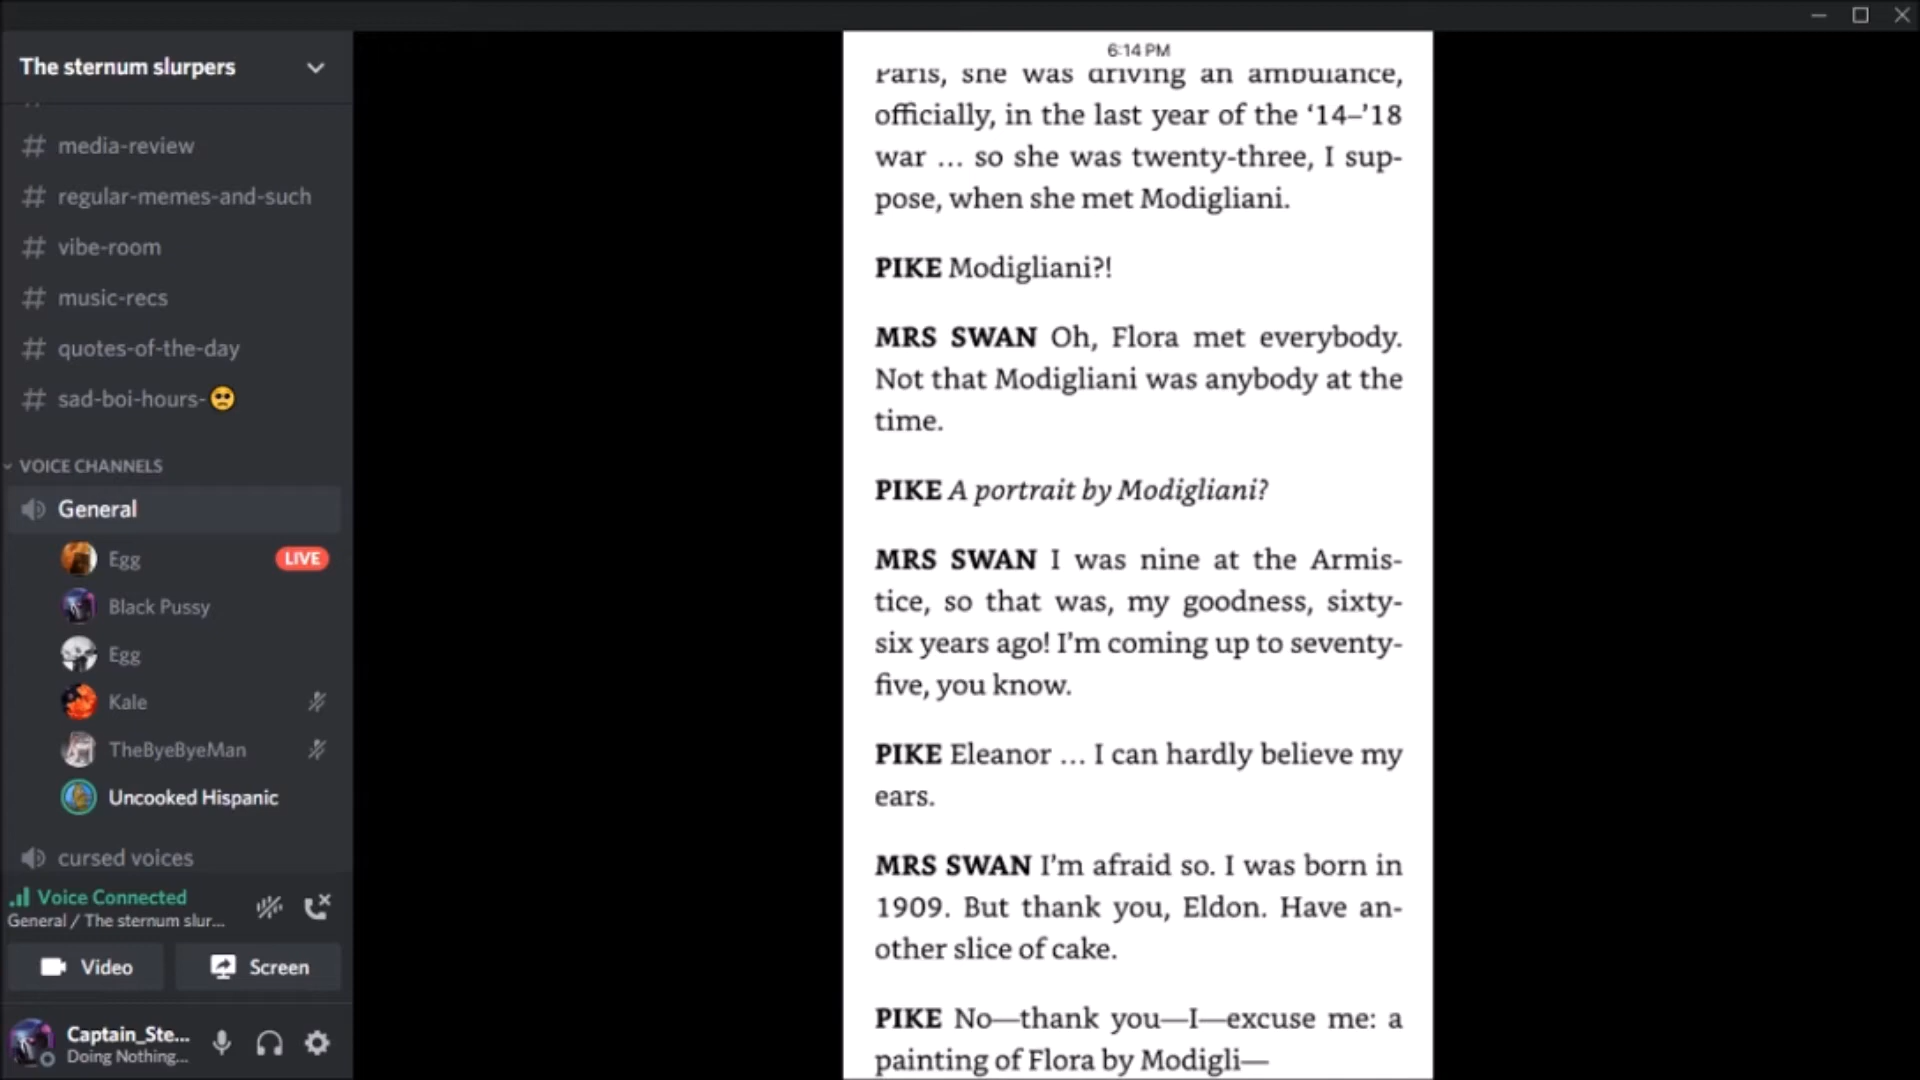 The sternum slurpers
media-review
regular-memes-and-such
vibe-room
music-recs
quotes-of-the-day
sad-boi-hours-🥺
VOICE CHANNELS
General
Egg LIVE
Black Pussy
Egg
Kale
TheByeByeMan
Uncooked Hispanic
cursed voices
Voice Connected
General / The sternum slur...
Video Screen
Captain_Ste...
Doing Nothing...
6:14 PM
Paris, she was driving an ambulance,
officially, in the last year of the ‘14–’18
war … so she was twenty-three, I sup-
pose, when she met Modigliani.
PIKE Modigliani?!
MRS SWAN Oh, Flora met everybody.
Not that Modigliani was anybody at the
time.
PIKE A portrait by Modigliani?
MRS SWAN I was nine at the Armis-
tice, so that was, my goodness, sixty-
six years ago! I’m coming up to seventy-
five, you know.
PIKE Eleanor … I can hardly believe my
ears.
MRS SWAN I’m afraid so. I was born in
1909. But thank you, Eldon. Have an-
other slice of cake.
PIKE No—thank you—I—excuse me: a
painting of Flora by Modigli—